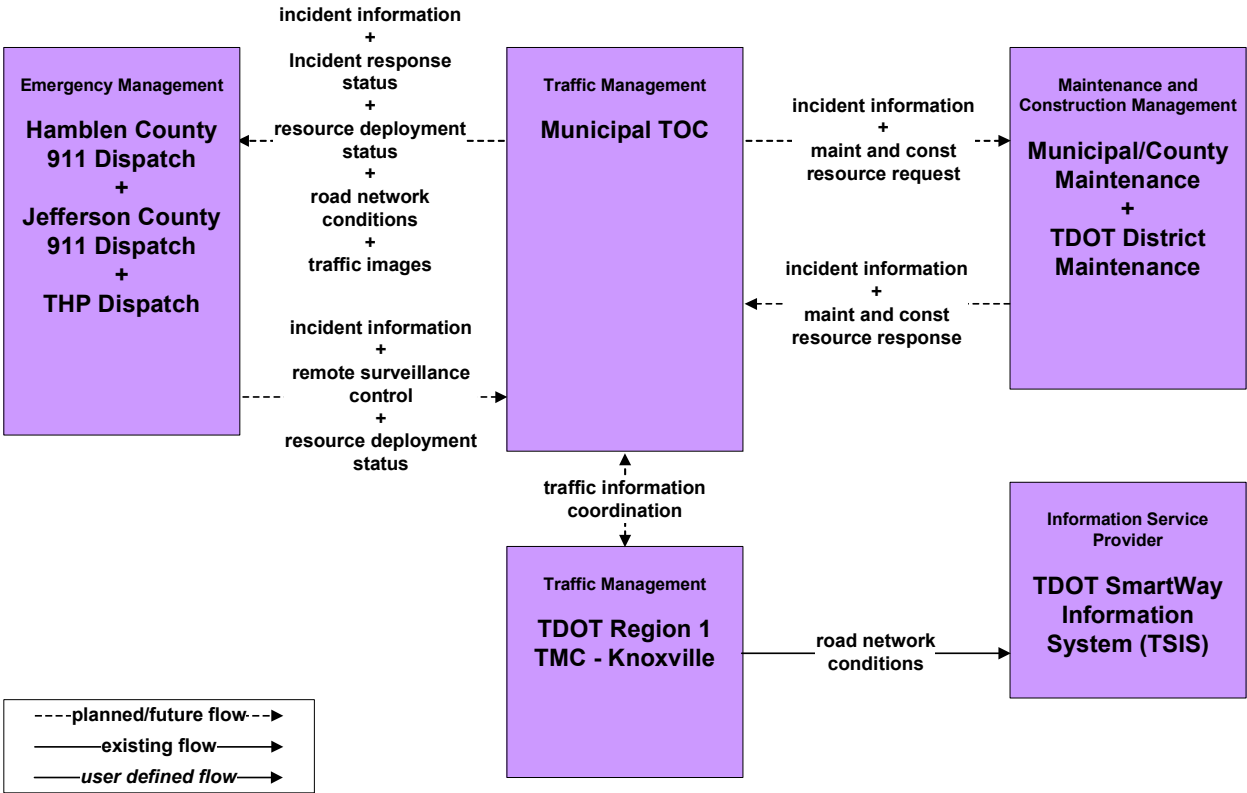 incident information
+
Incident response
status
+
resource deployment
status
+
road network
conditions
+
traffic images
Emergency Management
Hamblen County
911 Dispatch
+
Jefferson County
911 Dispatch
+
THP Dispatch
incident information
+
remote surveillance
control
+
resource deployment
status
Traffic Management
Municipal TOC
incident information
+
maint and const
resource request
incident information
+
maint and const
resource response
Maintenance and
Construction Management
Municipal/County
Maintenance
+
TDOT District
Maintenance
traffic information
coordination
Traffic Management
TDOT Region 1
TMC - Knoxville
road network
conditions
Information Service
Provider
TDOT SmartWay
Information
System (TSIS)
planned/future flow
existing flow
user defined flow